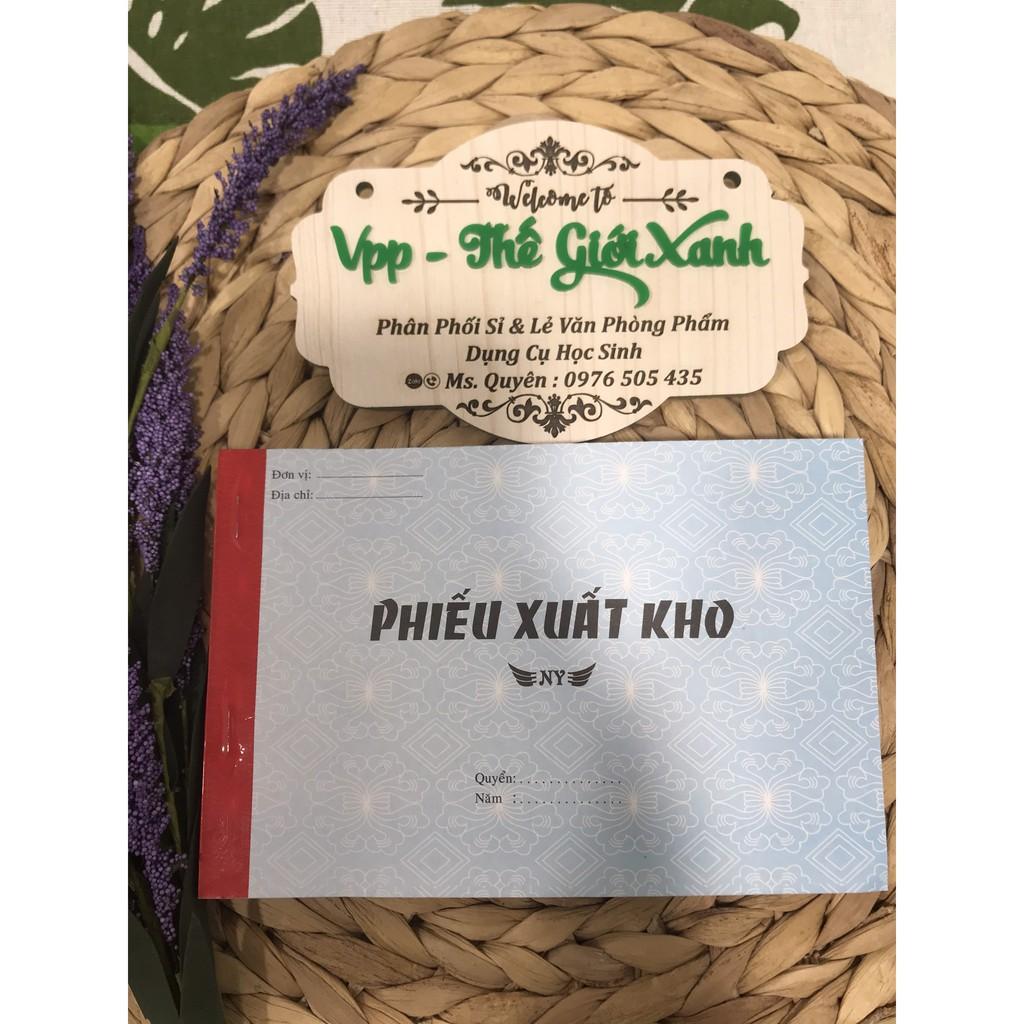 Welcome to
Vpp - Thế Giới Xanh
Phân Phối Sỉ & Lẻ Văn Phòng Phẩm
Dụng Cụ Học Sinh
Zalo Ms. Quyên : 0976 505 435
Đơn vị:
Địa chỉ:
PHIẾU XUẤT KHO
NY
Quyển:..............
Năm :..............